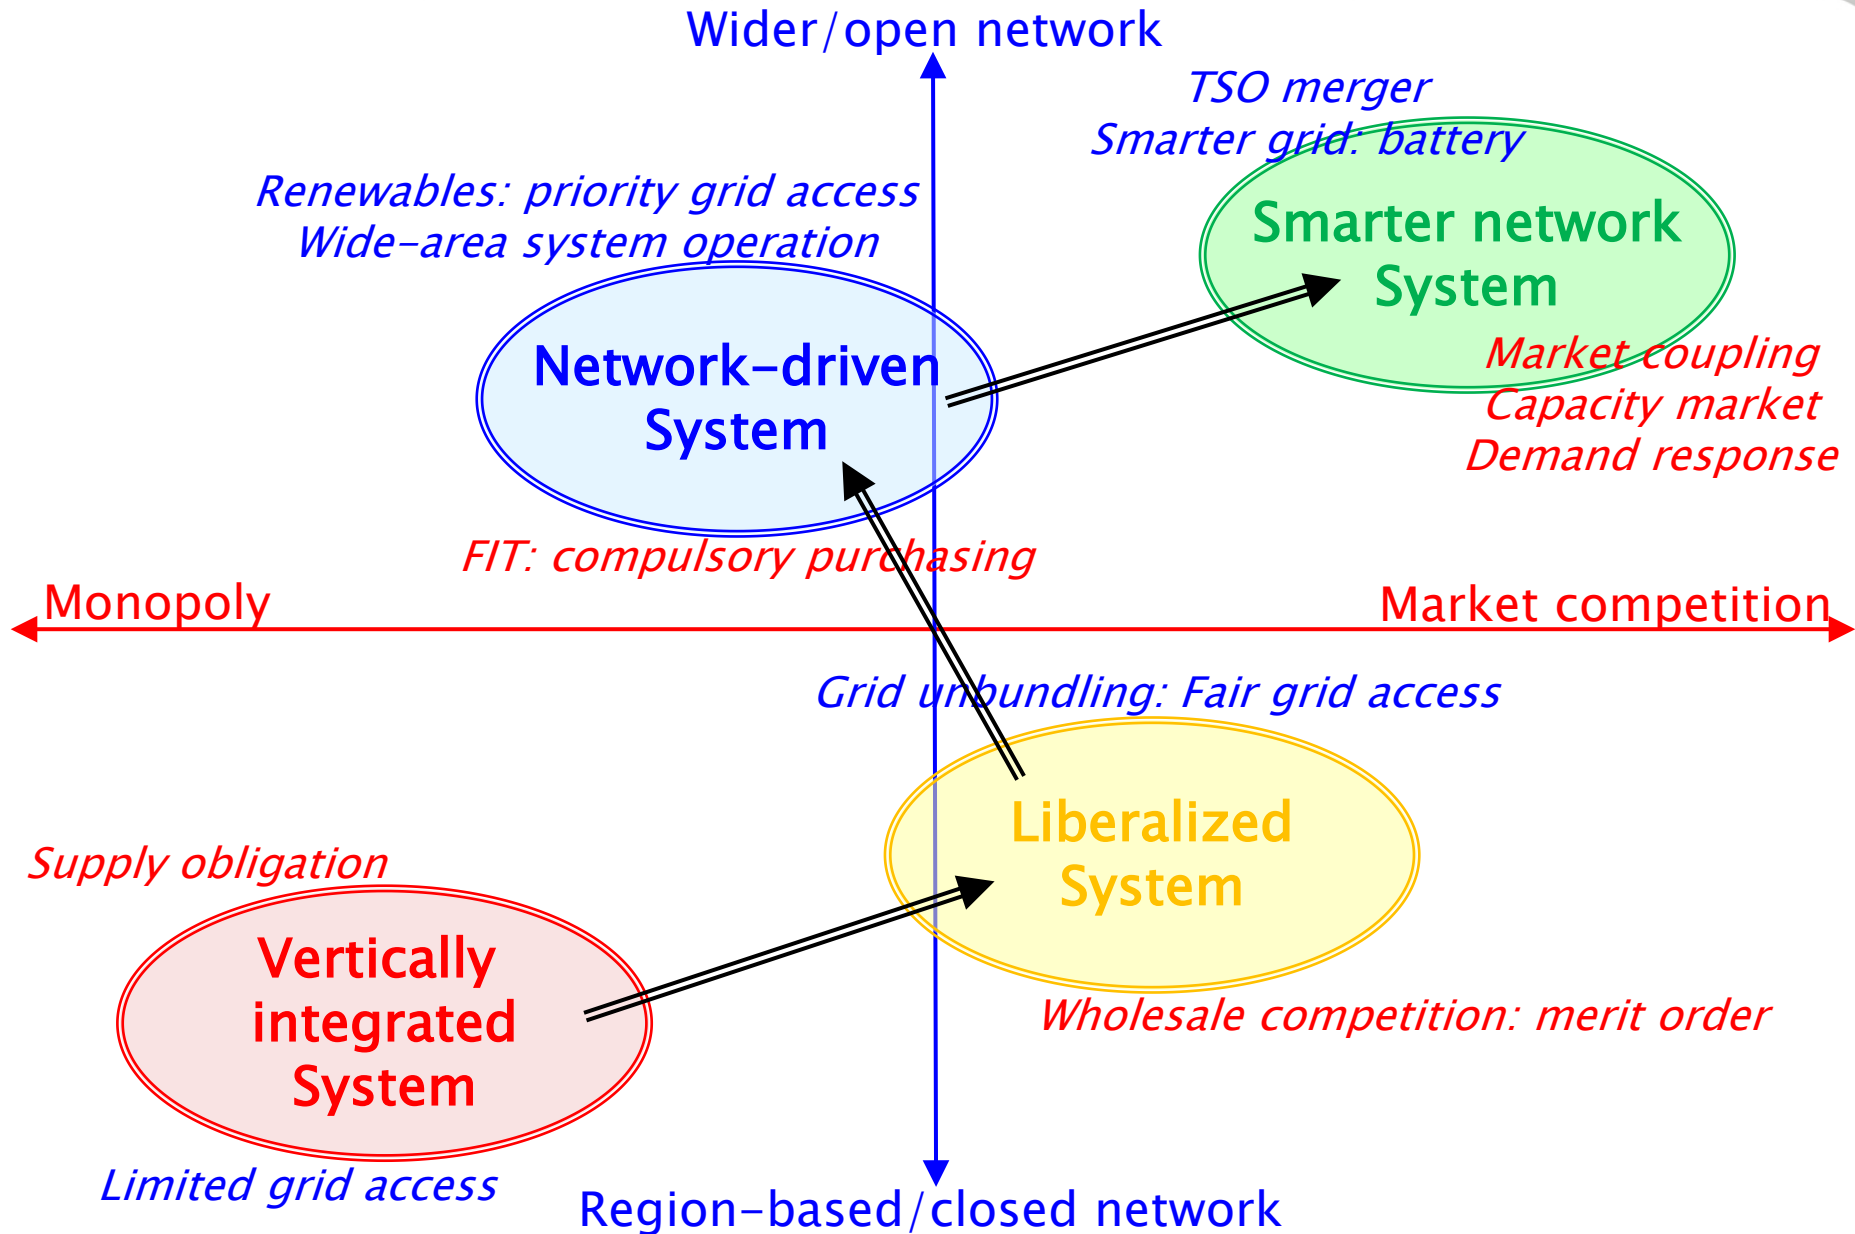 Wider/open network
TSO merger
Smarter grid: battery
Renewables: priority grid access
Wide-area system operation
Smarter network
System
Network-driven
System
Market coupling
Capacity market
Demand response
FIT: compulsory purchasing
Monopoly
Market competition
Grid unbundling: Fair grid access
Liberalized
System
Supply obligation
Vertically
integrated
System
Wholesale competition: merit order
Limited grid access
Region-based/closed network